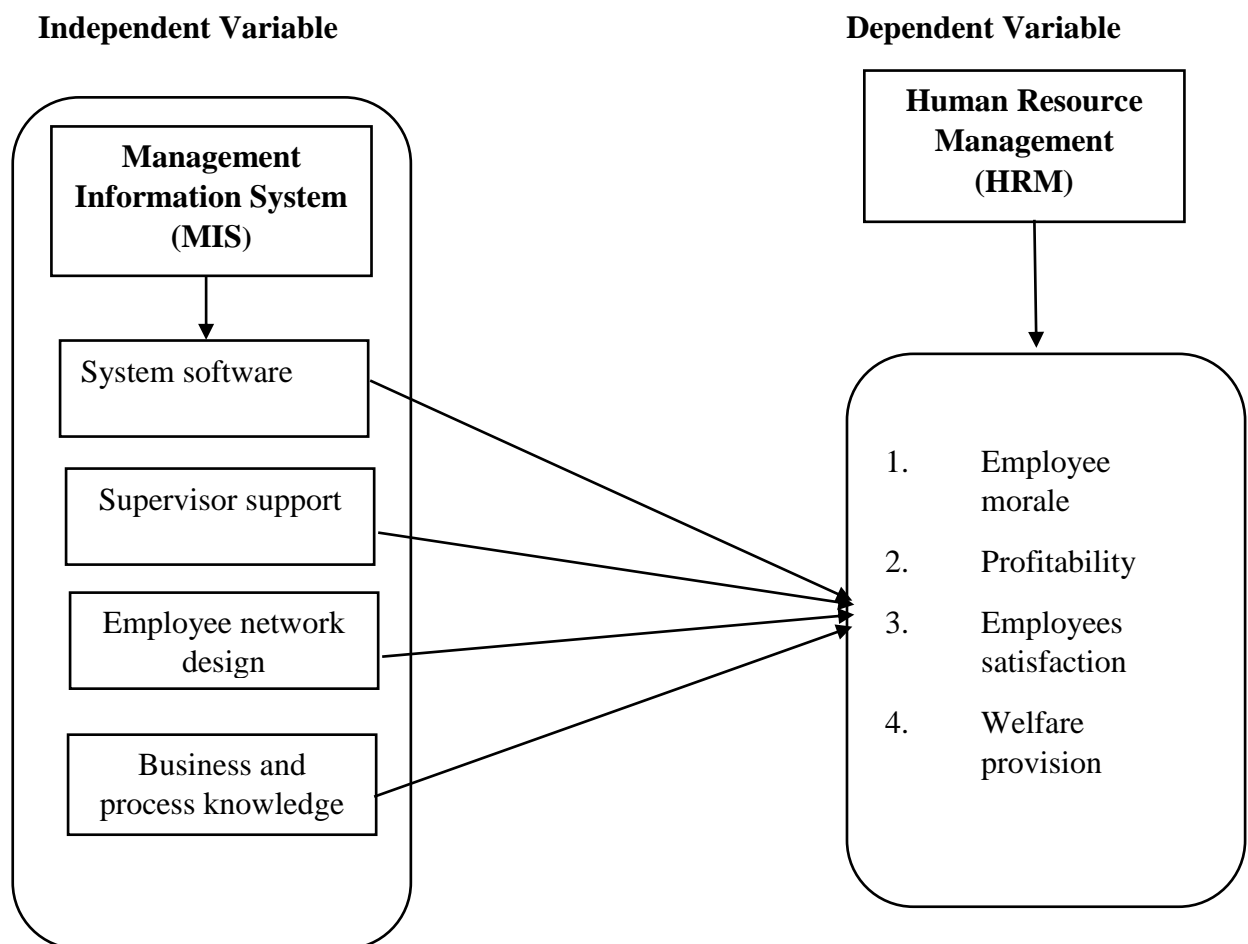 Independent Variable
Dependent Variable
Human Resource
Management
(HRM)
Management
Information System
(MIS)
System software
Supervisor support
Employee network
design
Business and
process knowledge
1. Employee
morale
2. Profitability
3. Employees
satisfaction
4. Welfare
provision